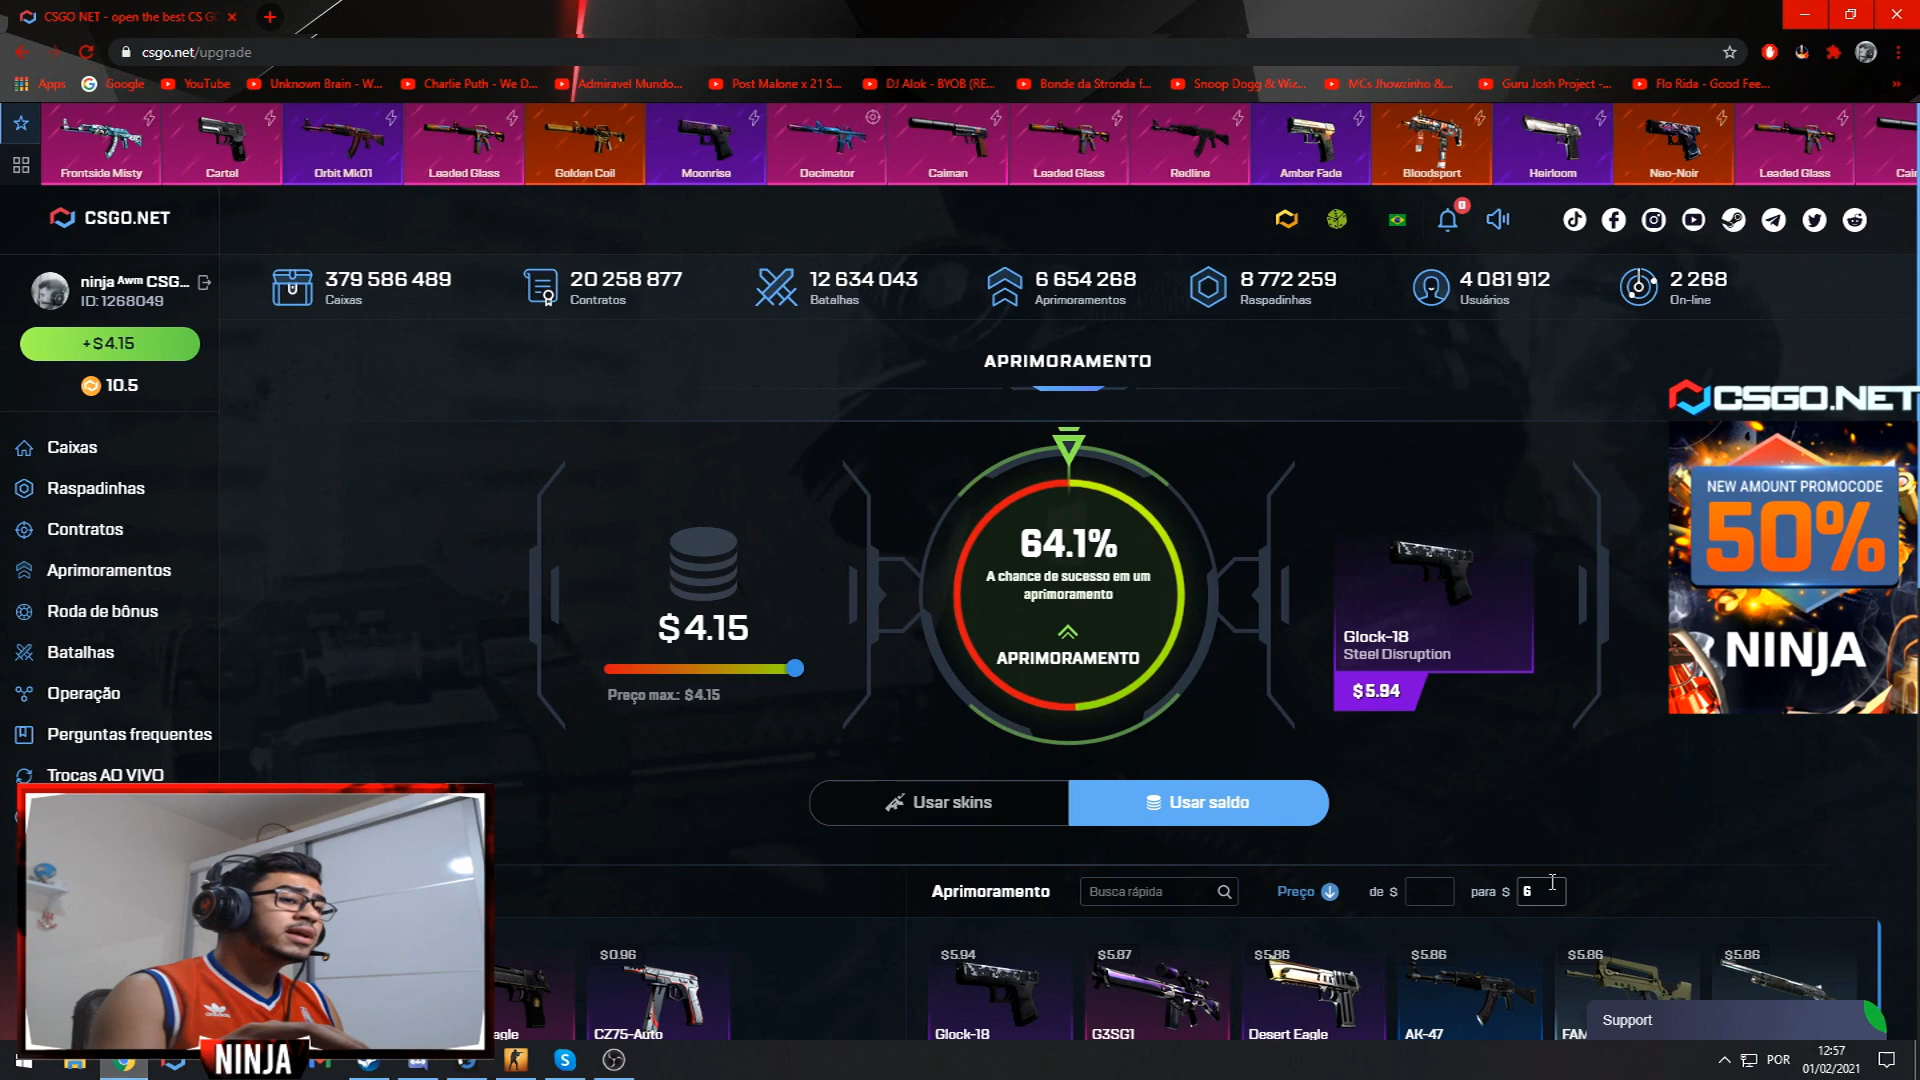 CSGO NET - open the best CS G
csgo.net/upgrade
Apps
Google
YouTube
Unknown Brain - W...
Charlie Puth - We D...
Admiravel Mundo...
Post Malone x 21 S...
DJ Alok - BYOB (RE...
Bonde da Stronda f...
Snoop Dogg & Wiz...
MCs Jhowzinho &...
Guru Josh Project -...
Flo Rida - Good Fee...
Frontside Misty
Cartel
Orbit Mk01
Leaded Glass
Golden Coil
Moonrise
Decimator
Caiman
Leaded Glass
Redline
Amber Fade
Bloodsport
Heirloom
Neo-Noir
Leaded Glass
Cai
CSGO.NET
0
ninja ᴬʷᵐ CSG...
ID: 1268049
+$4.15
10.5
379 586 489
Caixas
20 258 877
Contratos
12 634 043
Batalhas
6 654 268
Aprimoramentos
8 772 259
Raspadinhas
4 081 912
Usuários
2 268
On-line
Caixas
Raspadinhas
Contratos
Aprimoramentos
Roda de bônus
Batalhas
Operação
Perguntas frequentes
Trocas AO VIVO
APRIMORAMENTO
$4.15
Preço max.: $4.15
64.1%
A chance de sucesso em um
aprimoramento
APRIMORAMENTO
Glock-18
Steel Disruption
$5.94
CSGO.NET
NEW AMOUNT PROMOCODE
50%
NINJA
Usar skins
Usar saldo
Aprimoramento
Busca rápida
Preço
de $
para $ 6
$0.96
agle
CZ75-Auto
$5.94
Glock-18
$5.87
G3SG1
$5.86
Desert Eagle
$5.86
AK-47
$5.86
FAM
$5.86
Support
NINJA
POR
12:57
01/02/2021